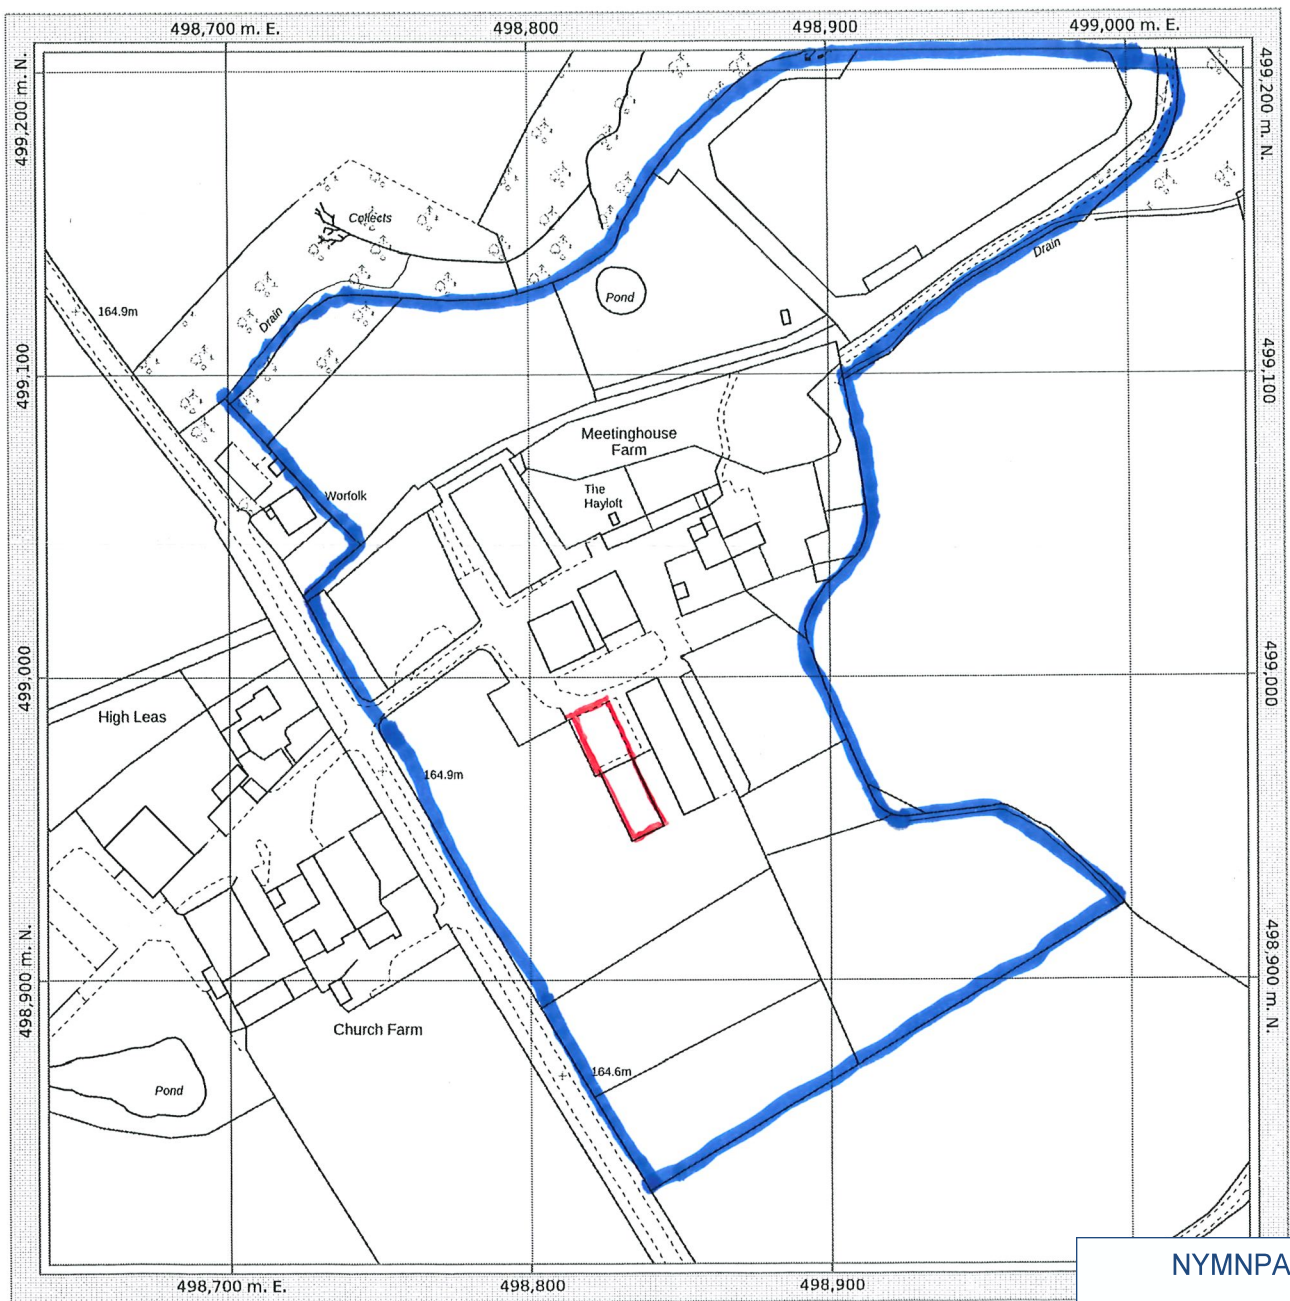 498,700 m. E.
498,800
498,900
499,000 m. E.
499,200 m. N.
499,200 m. N.
Collects
164.9m
Drain
Pond
Drain
499,100
499,100
Meetinghouse
Farm
Worfolk
The
Hayloft
499,000
499,000
High Leas
164.9m
498,900 m. N.
498,900 m. N.
Church Farm
Pond
164.6m
NYMNPA
498,700 m. E.
498,800
498,900